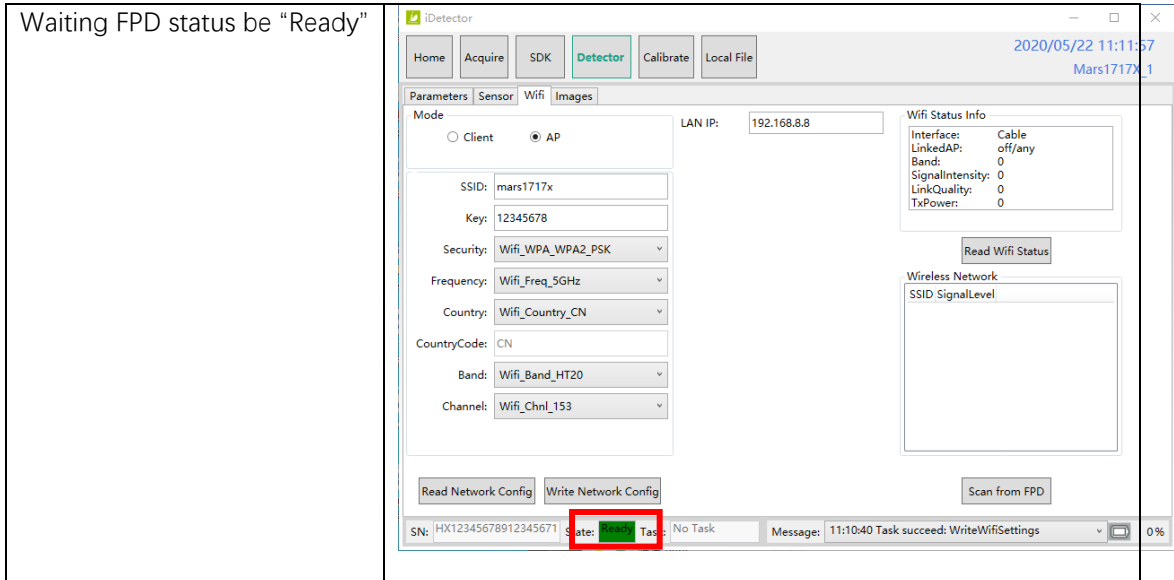 Waiting FPD status be “Ready”
iDetector
Home Acquire SDK Detector Calibrate Local File
2020/05/22 11:11:57
Mars1717X_1
Parameters Sensor Wifi Images
Mode
Client AP
LAN IP: 192.168.8.8
SSID: mars1717x
Key: 12345678
Security: Wifi_WPA_WPA2_PSK
Frequency: Wifi_Freq_5GHz
Country: Wifi_Country_CN
CountryCode: CN
Band: Wifi_Band_HT20
Channel: Wifi_Chnl_153
Wifi Status Info
Interface: Cable
LinkedAP: off/any
Band: 0
SignalIntensity: 0
LinkQuality: 0
TxPower: 0
Read Wifi Status
Wireless Network
SSID SignalLevel
Read Network Config Write Network Config
Scan from FPD
SN: HX12345678912345671 State: Ready Task: No Task Message: 11:10:40 Task succeed: WriteWifiSettings 0%